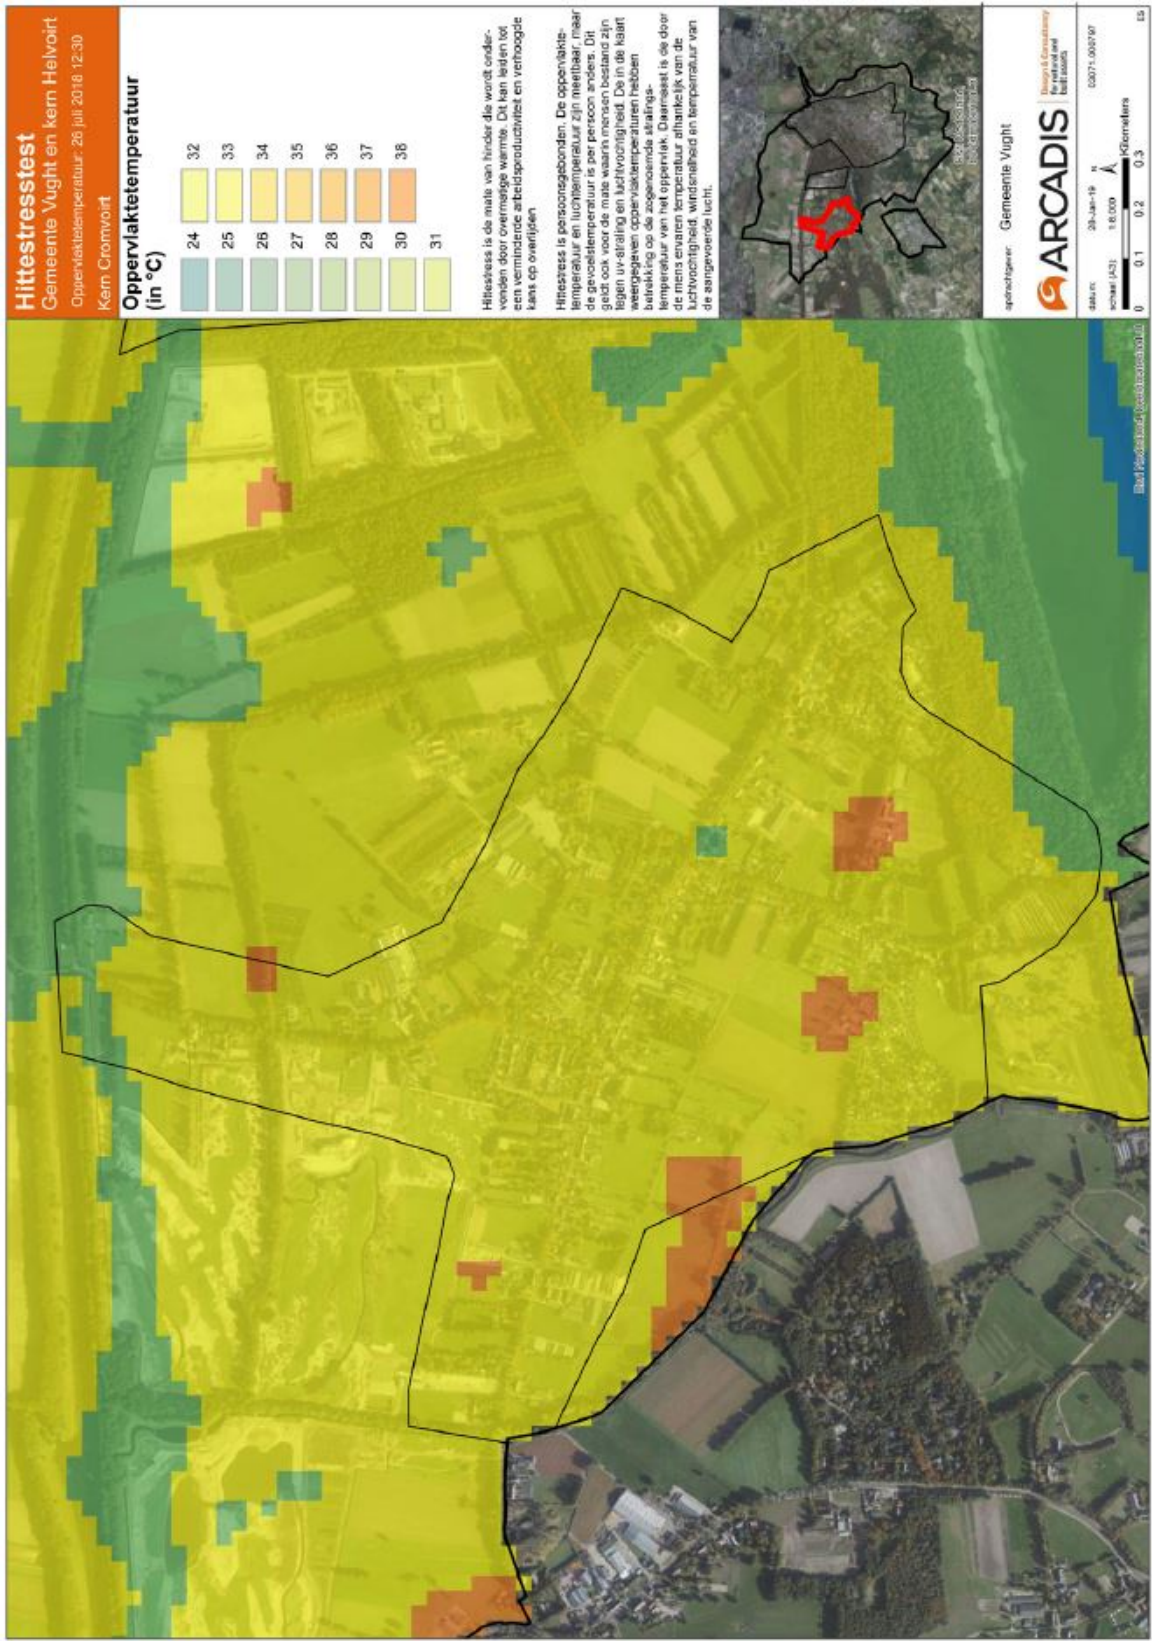 Hittestresstest
Gemeente Vught en kern Helvoirt
Oppervlaktetemperatuur: 26 juli 2018 12:30
Kern Cromvoirt
Oppervlaktetemperatuur
(in °C)
24 32
25 33
26 34
27 35
28 36
29 37
30 38
31
Hittestress is de mate van hinder die wordt onder-
vonden door overmatige warmte. Dit kan leiden tot
een verminderde arbeidsproductiviteit en verhoogde
kans op overlijden
Hittestress is persoonsgebonden. De oppervlakte-
temperatuur en luchttemperatuur zijn meetbaar, maar
de gevoelstemperatuur is per persoon anders. Dit
geldt ook voor de mate waarin mensen bestand zijn
tegen uv-straling en luchtvochtigheid. De in de kaart
weergegeven oppervlaktetemperaturen hebben
betrekking op de zogenoemde stralings-
temperatuur van het oppervlak. Daarnaast is de door
de mens ervaren temperatuur afhankelijk van de
luchtvochtigheid, windsnelheid en temperratuur van
de aangevoerde lucht.
opdrachtgever: Gemeente Vught
ARCADIS
Design & Consultancy
for natural and
built assets
datum: 28-Jan-19 N
schaal (A3): 1:8.000
0 0.1 0.2 0.3
Kilometers
ES